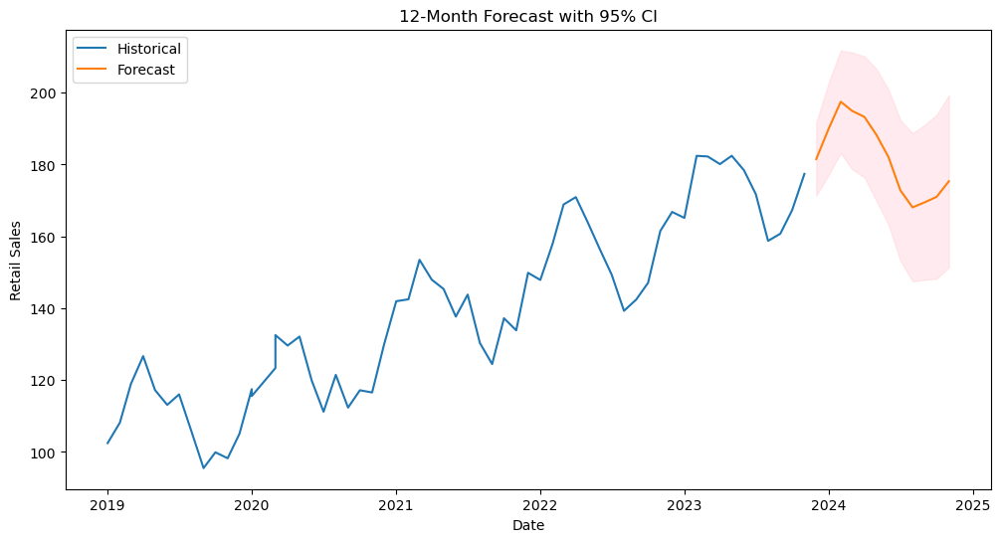 12-Month Forecast with 95% CI
Historical
Forecast
200
180
160
140
120
100
Retail Sales
2019 2020 2021 2022 2023 2024 2025
Date